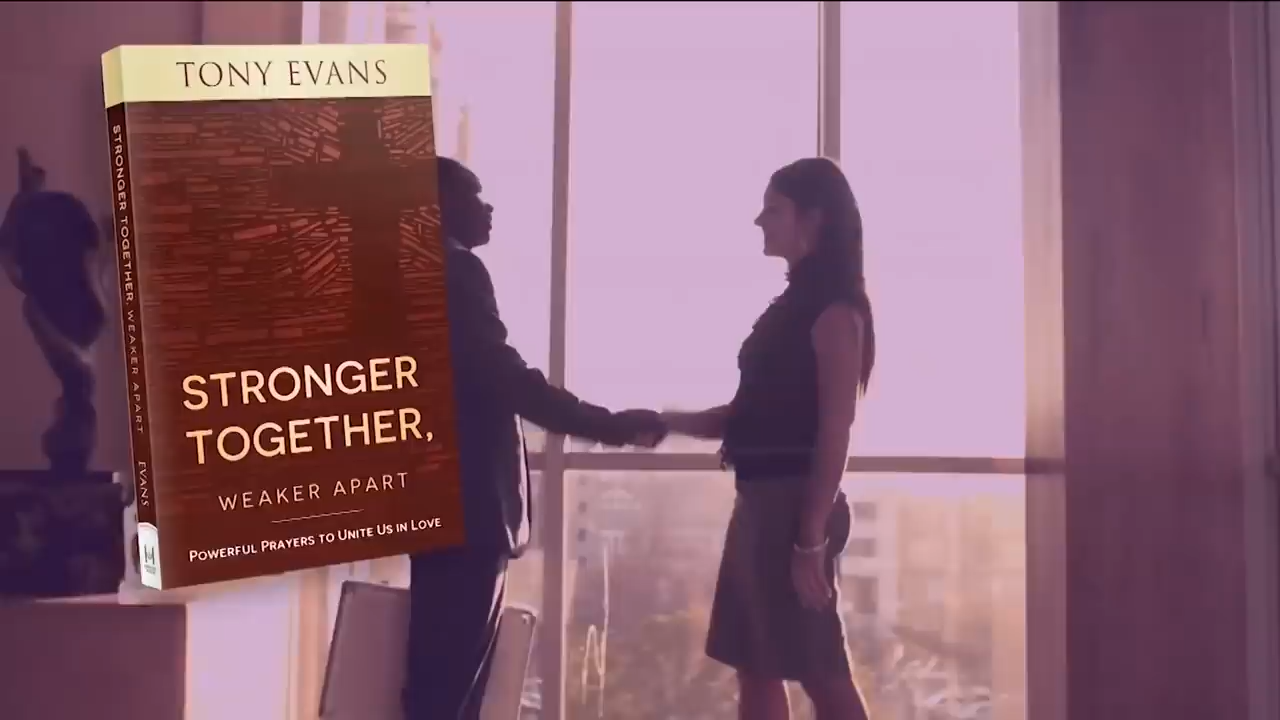 TONY EVANS
STRONGER TOGETHER, WEAKER APART EVANS
STRONGER
TOGETHER,
WEAKER APART
POWERFUL PRAYERS TO UNITE US IN LOVE